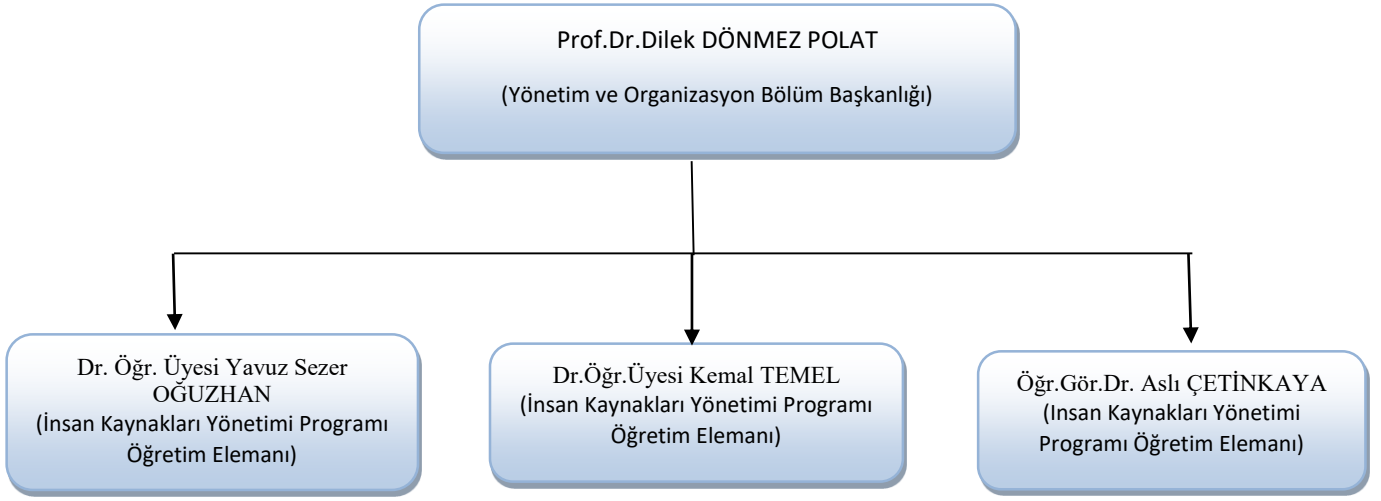 Prof.Dr.Dilek DÖNMEZ POLAT
(Yönetim ve Organizasyon Bölüm Başkanlığı)
Dr. Öğr. Üyesi Yavuz Sezer
OĞUZHAN
(İnsan Kaynakları Yönetimi Programı
Öğretim Elemanı)
Dr.Öğr.Üyesi Kemal TEMEL
(İnsan Kaynakları Yönetimi Programı
Öğretim Elemanı)
Öğr.Gör.Dr. Aslı ÇETİNKAYA
(Insan Kaynakları Yönetimi
Programı Öğretim Elemanı)